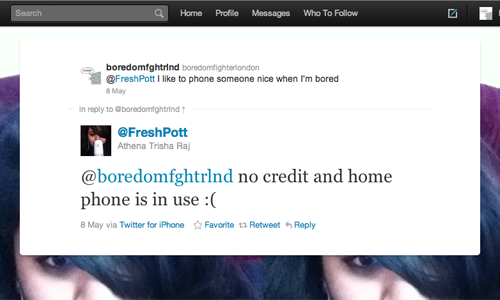 Search Home Profile Messages Who To Follow
boredomfghtrlnd boredomfighterlondon
@FreshPott I like to phone someone nice when I'm bored
8 May
in reply to @boredomfghtrlnd ↑
@FreshPott
Athena Trisha Raj
@boredomfghtrlnd no credit and home
phone is in use :(
8 May via Twitter for iPhone Favorite Retweet Reply